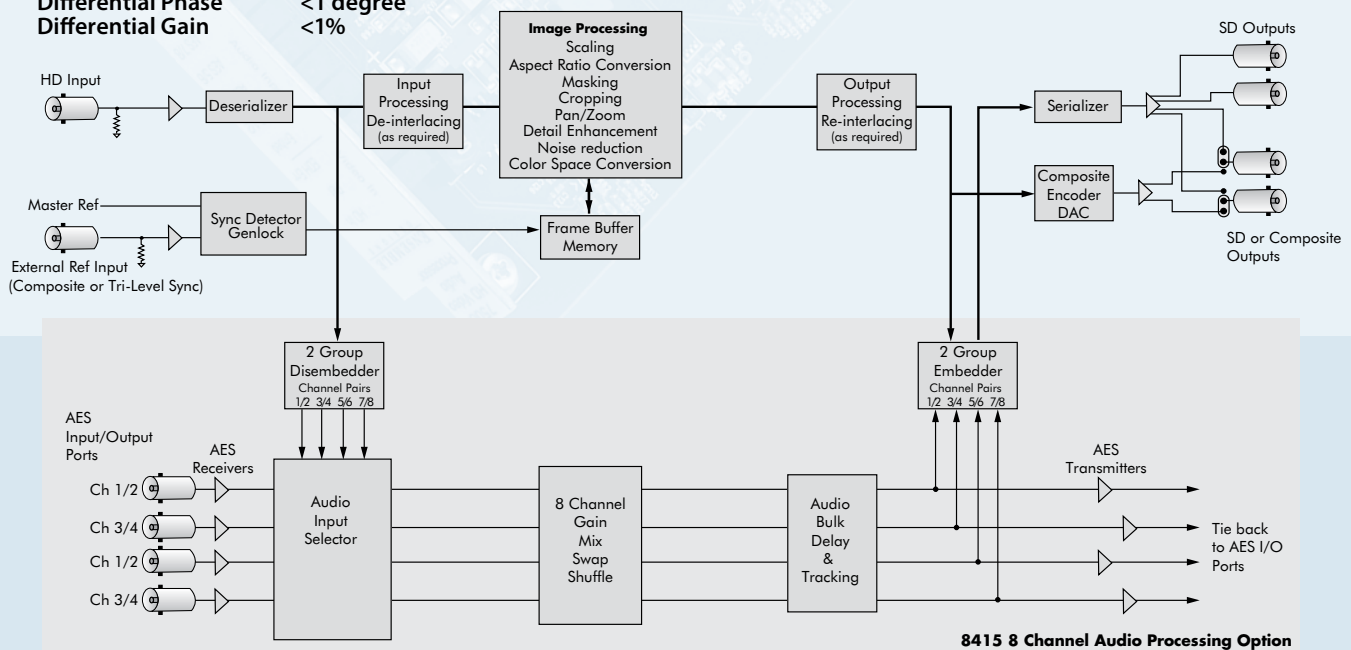 Differential Phase <1 degree
Differential Gain <1%
HD Input
Deserializer
Input
Processing
De-interlacing
(as required)
Image Processing
Scaling
Aspect Ratio Conversion
Masking
Cropping
Pan/Zoom
Detail Enhancement
Noise reduction
Color Space Conversion
Output
Processing
Re-interlacing
(as required)
Serializer
SD Outputs
Composite
Encoder
DAC
SD or Composite
Outputs
Master Ref
Sync Detector
Genlock
Frame Buffer
Memory
External Ref Input
(Composite or Tri-Level Sync)
2 Group
Disembedder
Channel Pairs
1/2 3/4 5/6 7/8
2 Group
Embedder
Channel Pairs
1/2 3/4 5/6 7/8
AES
Input/Output
Ports
AES
Receivers
Ch 1/2
Ch 3/4
Ch 1/2
Ch 3/4
Audio
Input
Selector
8 Channel
Gain
Mix
Swap
Shuffle
Audio
Bulk
Delay
&
Tracking
AES
Transmitters
Tie back
to AES I/O
Ports
8415 8 Channel Audio Processing Option